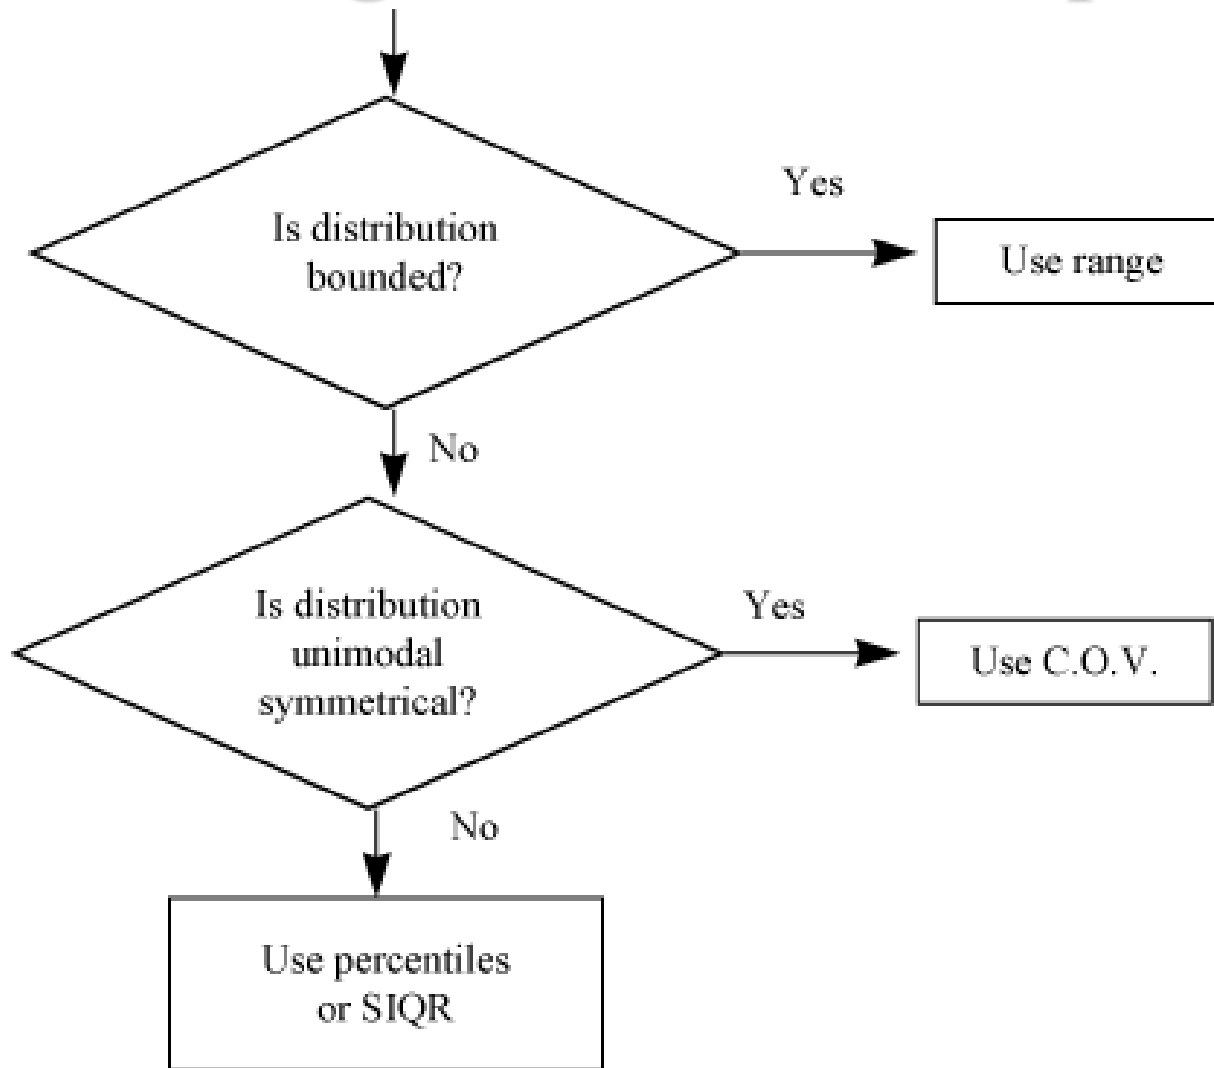 Yes
Is distribution
bounded?
Use range
No
Is distribution
unimodal
symmetrical?
Yes
Use C.O.V.
No
Use percentiles
or SIQR